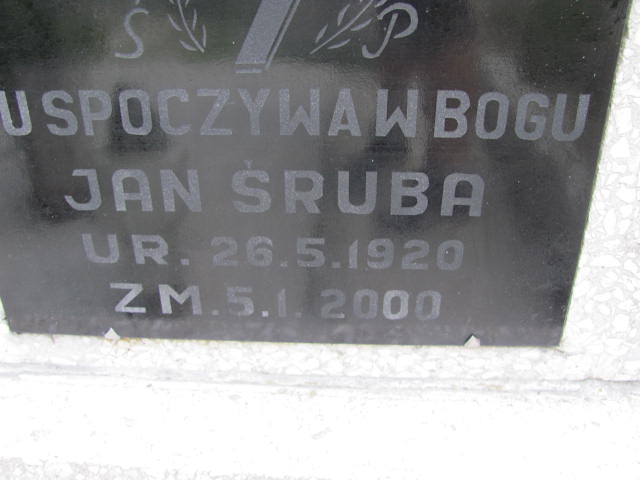 Ś P
U SPOCZYWA W BOGU
JAN ŚRUBA
UR. 26.5.1920
ZM. 5.1.2000